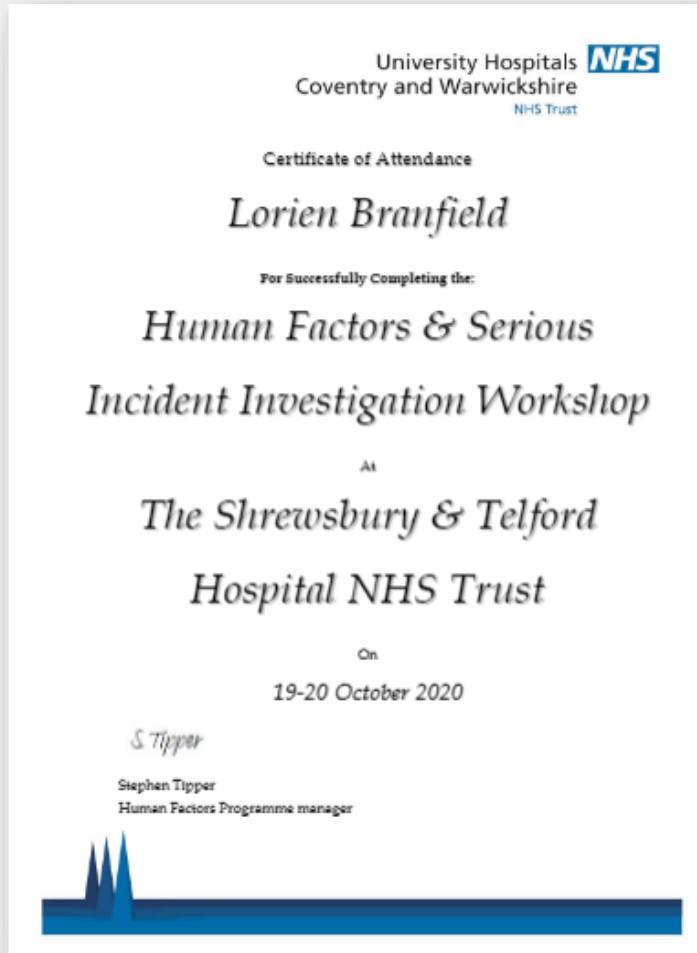 University Hospitals NHS
Coventry and Warwickshire
NHS Trust
Certificate of Attendance
Lorien Branfield
For Successfully Completing the:
Human Factors & Serious
Incident Investigation Workshop
At
The Shrewsbury & Telford
Hospital NHS Trust
On
19-20 October 2020
S Tipper
Stephen Tipper
Human Factors Programme manager